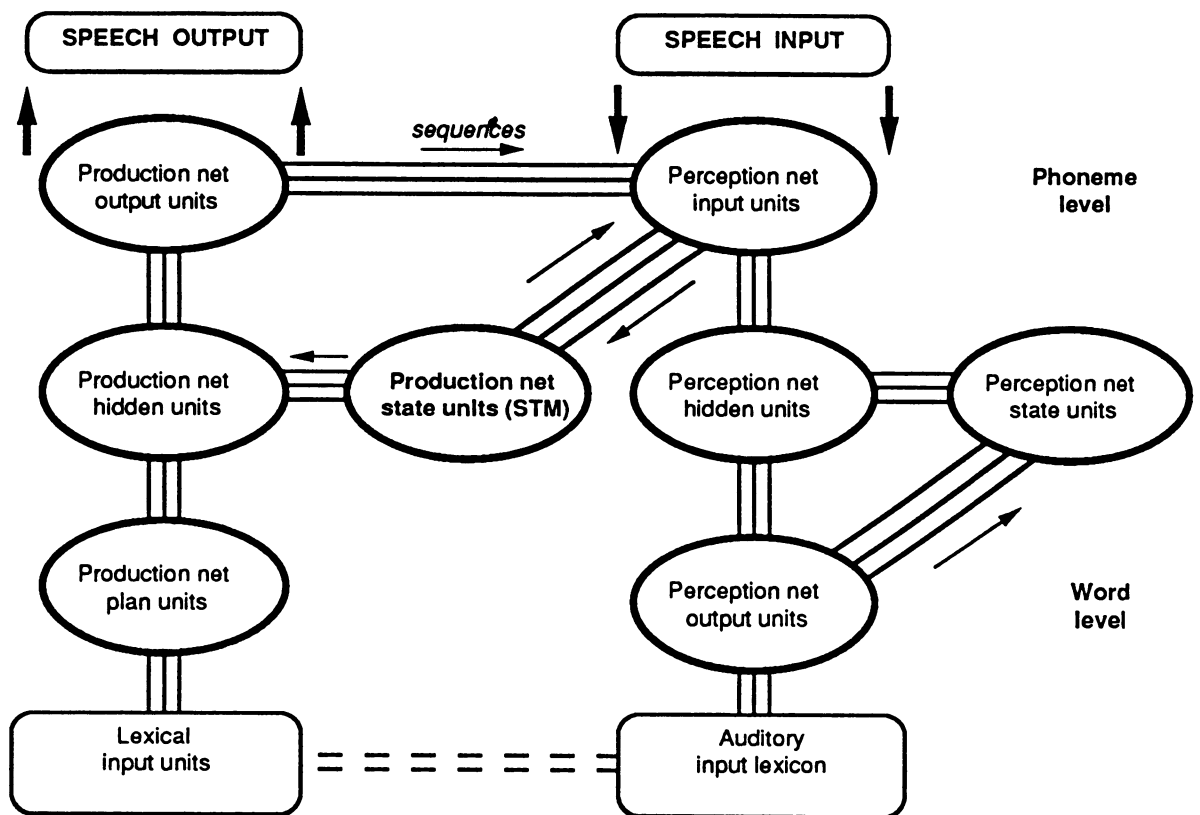 SPEECH OUTPUT
SPEECH INPUT
sequences
Production net
output units
Perception net
input units
Phoneme
level
Production net
hidden units
Production net
state units (STM)
Perception net
hidden units
Perception net
state units
Production net
plan units
Perception net
output units
Word
level
Lexical
input units
Auditory
input lexicon